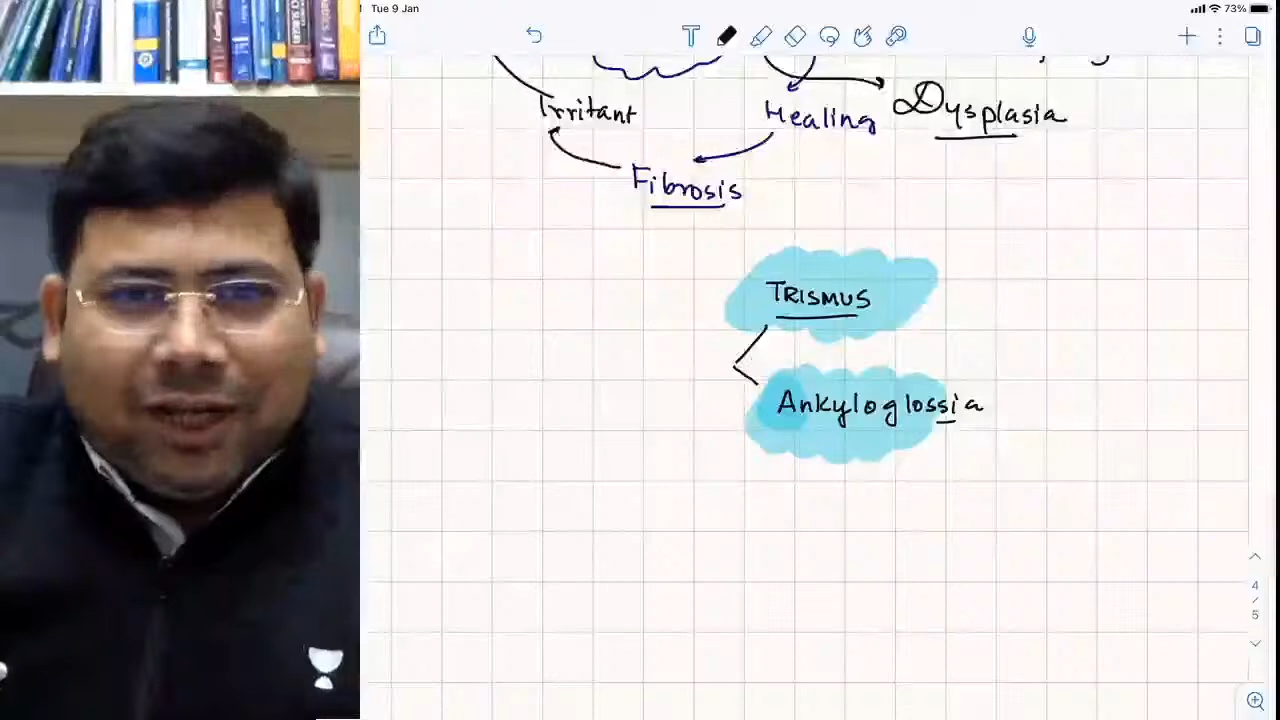 Tue 9 Jan
73%
T
Irritant
Healing
Dysplasia
Fibrosis
TRISMUS
Ankyloglossia
4
/
5